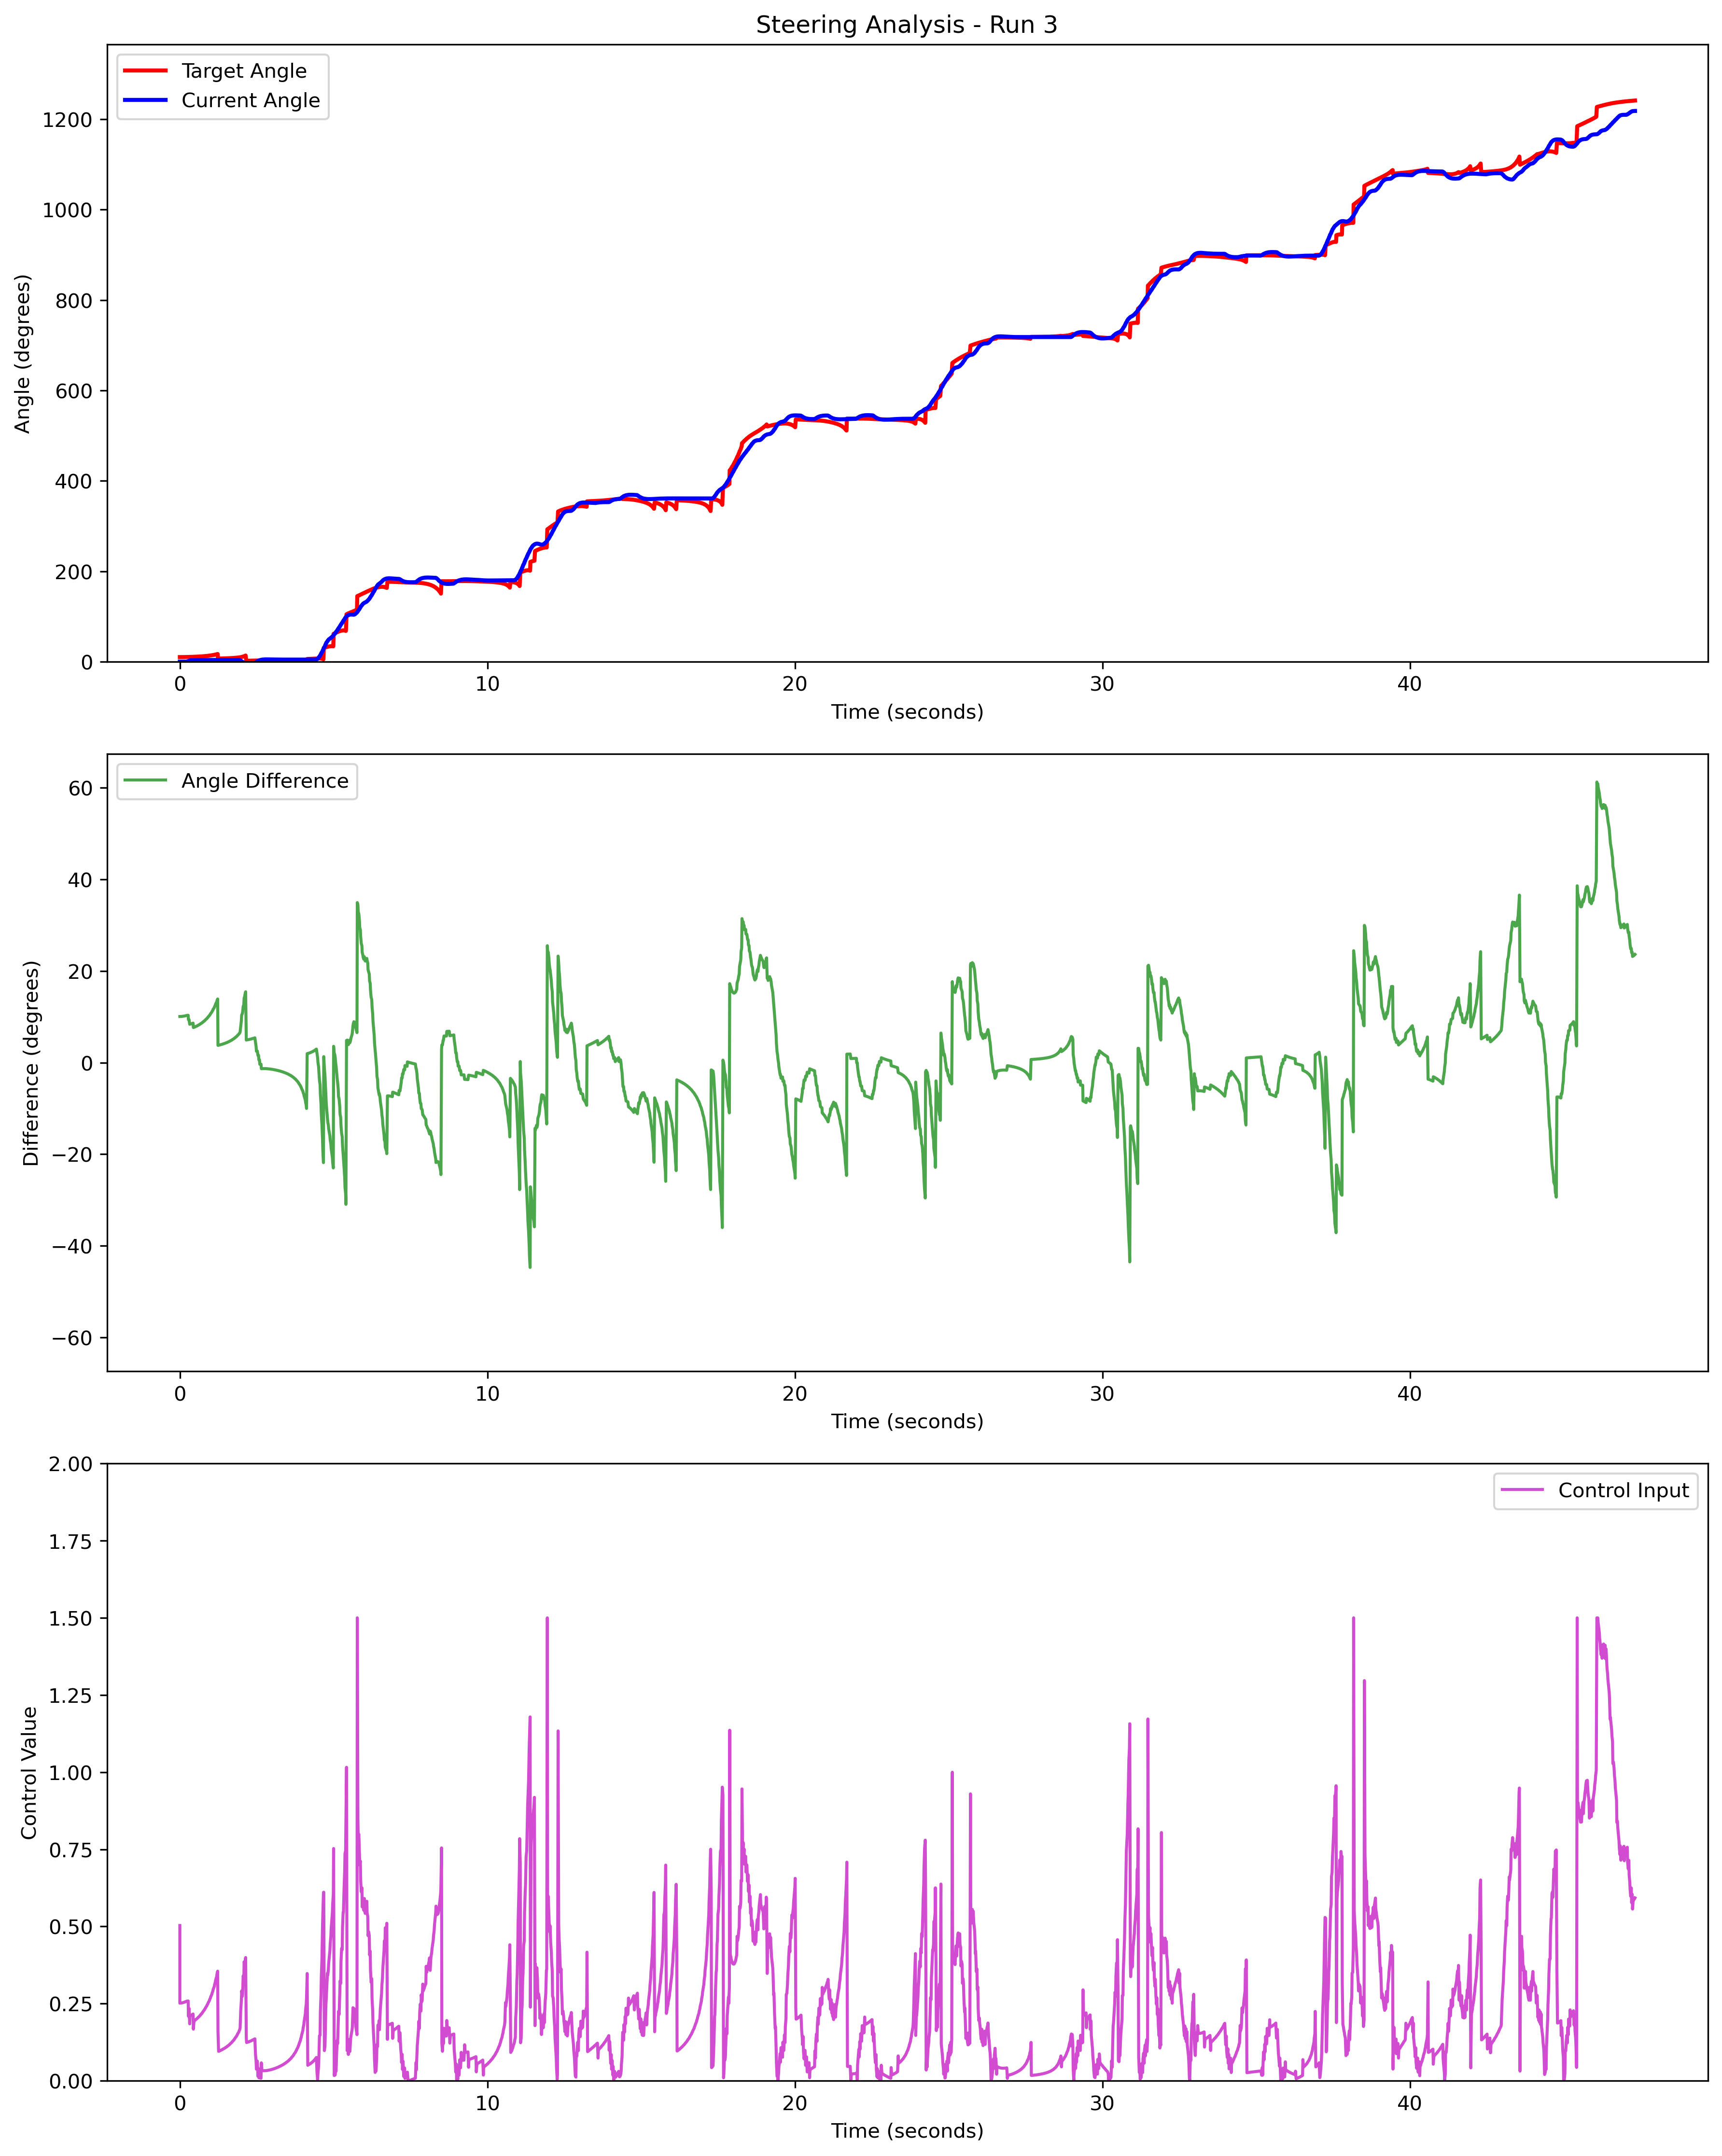 Steering Analysis - Run 3
Target Angle
Current Angle
Angle (degrees)
1200
1000
800
600
400
200
0
0 10 20 30 40
Time (seconds)
Angle Difference
Difference (degrees)
60
40
20
0
−20
−40
−60
0 10 20 30 40
Time (seconds)
Control Input
Control Value
2.00
1.75
1.50
1.25
1.00
0.75
0.50
0.25
0.00
0 10 20 30 40
Time (seconds)